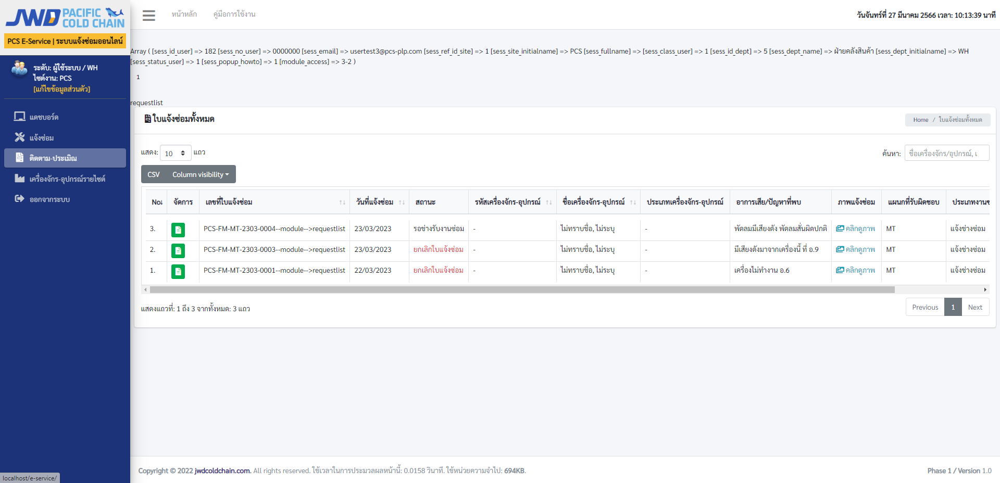 JWD PACIFIC COLD CHAIN
PCS E-Service | ระบบแจ้งซ่อมออนไลน์
ระดับ: ผู้ใช้ระบบ / WH
ไซต์งาน: PCS
[แก้ไขข้อมูลส่วนตัว]
แดชบอร์ด
แจ้งซ่อม
ติดตาม-ประเมิณ
เครื่องจักร-อุปกรณ์รายไซต์
ออกจากระบบ
localhost/e-service/
หน้าหลัก คู่มือการใช้งาน
วันจันทร์ที่ 27 มีนาคม 2566 เวลา: 10:13:39 นาที
Array ( [sess_id_user] => 182 [sess_no_user] => 0000000 [sess_email] => usertest3@pcs-plp.com [sess_ref_id_site] => 1 [sess_site_initialname] => PCS [sess_fullname] => [sess_class_user] => 1 [sess_id_dept] => 5 [sess_dept_name] => ฝ่ายคลังสินค้า [sess_dept_initialname] => WH
[sess_status_user] => 1 [sess_popup_howto] => 1 [module_access] => 3-2 )
1
requestlist
ใบแจ้งซ่อมทั้งหมด
Home / ใบแจ้งซ่อมทั้งหมด
แสดง: 10 แถว
ค้นหา: ชื่อเครื่องจักร/อุปกรณ์, เ
CSV Column visibility
No จัดการ เลขที่ใบแจ้งซ่อม วันที่แจ้งซ่อม สถานะ รหัสเครื่องจักร-อุปกรณ์ ชื่อเครื่องจักร-อุปกรณ์ ประเภทเครื่องจักร-อุปกรณ์ อาการเสีย/ปัญหาที่พบ ภาพแจ้งซ่อม แผนกที่รับผิดชอบ ประเภทงานซ
3. PCS-FM-MT-2303-0004--module-->requestlist 23/03/2023 รอช่างรับงานซ่อม - ไม่ทราบชื่อ, ไม่ระบุ - พัดลมมีเสียงดัง พัดลมสั่นผิดปกติ คลิกดูภาพ MT แจ้งช่างซ่อม
2. PCS-FM-MT-2303-0003--module-->requestlist 23/03/2023 ยกเลิกใบแจ้งซ่อม - ไม่ทราบชื่อ, ไม่ระบุ - มีเสียงดังมาจากเครื่องนี้ ที่ อ.9 คลิกดูภาพ MT แจ้งช่างซ่อม
1. PCS-FM-MT-2303-0001--module-->requestlist 22/03/2023 ยกเลิกใบแจ้งซ่อม - ไม่ทราบชื่อ, ไม่ระบุ - เครื่องไม่ทำงาน อ.6 คลิกดูภาพ MT แจ้งช่างซ่อม
แสดงแถวที่: 1 ถึง 3 จากทั้งหมด: 3 แถว
Previous 1 Next
Copyright © 2022 jwdcoldchain.com. All rights reserved. ใช้เวลาในการประมวลผลหน้านี้: 0.0158 วินาที. ใช้หน่วยความจำไป: 694KB.
Phase 1 / Version 1.0